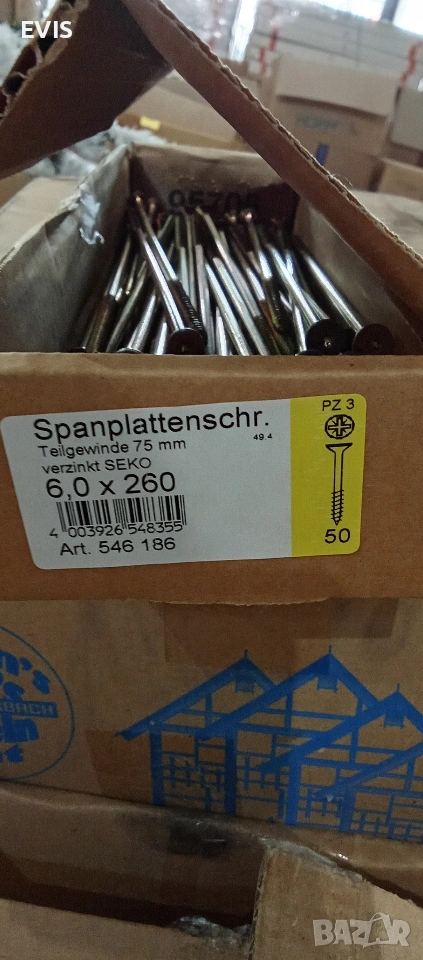 EVIS
Spanplattenschr.
49.4
Teilgewinde 75 mm
verzinkt SEKO
6,0 x 260
4 003926 548355
Art. 546 186
PZ 3
50
BAZAR